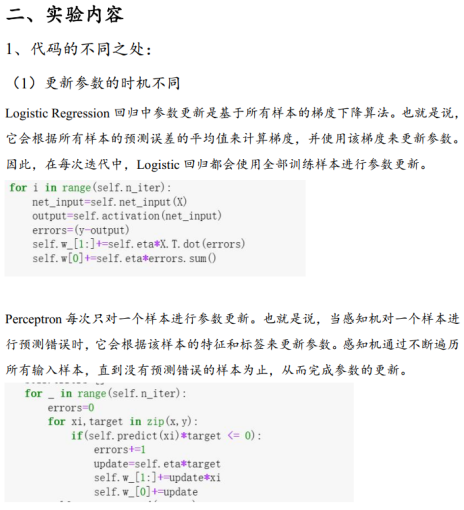 二、实验内容
1、代码的不同之处：
（1）更新参数的时机不同
Logistic Regression 回归中参数更新是基于所有样本的梯度下降算法。也就是说，
它会根据所有样本的预测误差的平均值来计算梯度，并使用该梯度来更新参数。
因此，在每次迭代中，Logistic 回归都会使用全部训练样本进行参数更新。
for i in range(self.n_iter):
net_input=self.net_input(X)
output=self.activation(net_input)
errors=(y-output)
self.w_[1:]+=self.eta*X.T.dot(errors)
self.w[0]+=self.eta*errors.sum()
Perceptron 每次只对一个样本进行参数更新。也就是说，当感知机对一个样本进
行预测错误时，它会根据该样本的特征和标签来更新参数。感知机通过不断遍历
所有输入样本，直到没有预测错误的样本为止，从而完成参数的更新。
for _ in range(self.n_iter):
errors=0
for xi,target in zip(x,y):
if(self.predict(xi)*target <= 0):
errors+=1
update=self.eta*target
self.w_[1:]+=update*xi
self.w_[0]+=update